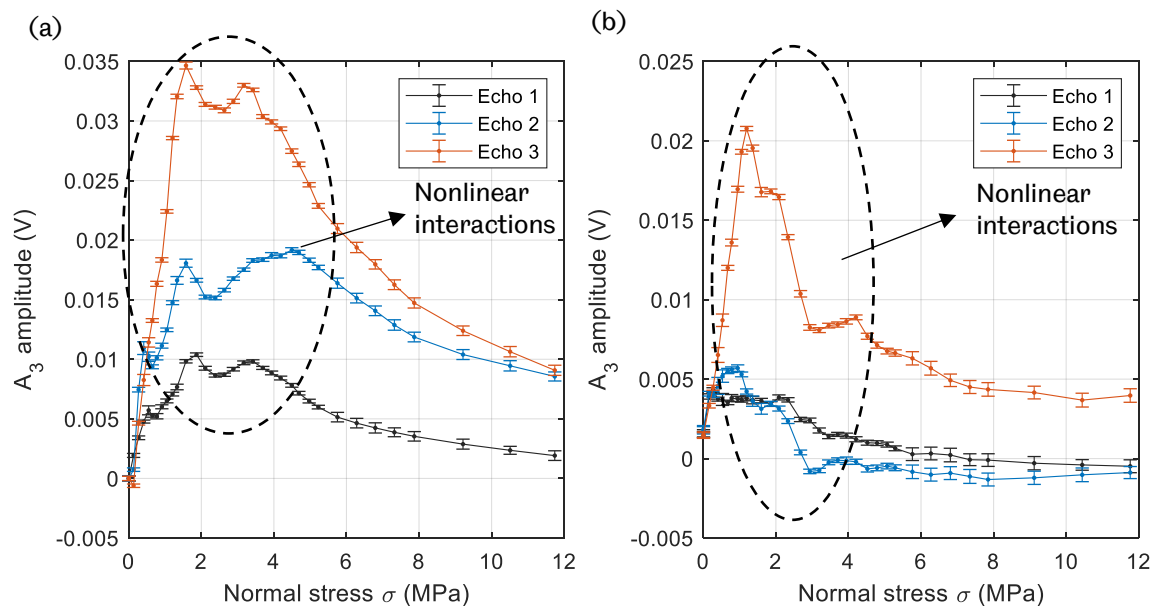 (a)
0.035
0.03
0.025
0.02
0.015
0.01
0.005
0
-0.005
A3 amplitude (V)
Echo 1
Echo 2
Echo 3
Nonlinear
interactions
0 2 4 6 8 10 12
Normal stress σ (MPa)
(b)
0.025
0.02
0.015
0.01
0.005
0
-0.005
A3 amplitude (V)
Echo 1
Echo 2
Echo 3
Nonlinear
interactions
0 2 4 6 8 10 12
Normal stress σ (MPa)